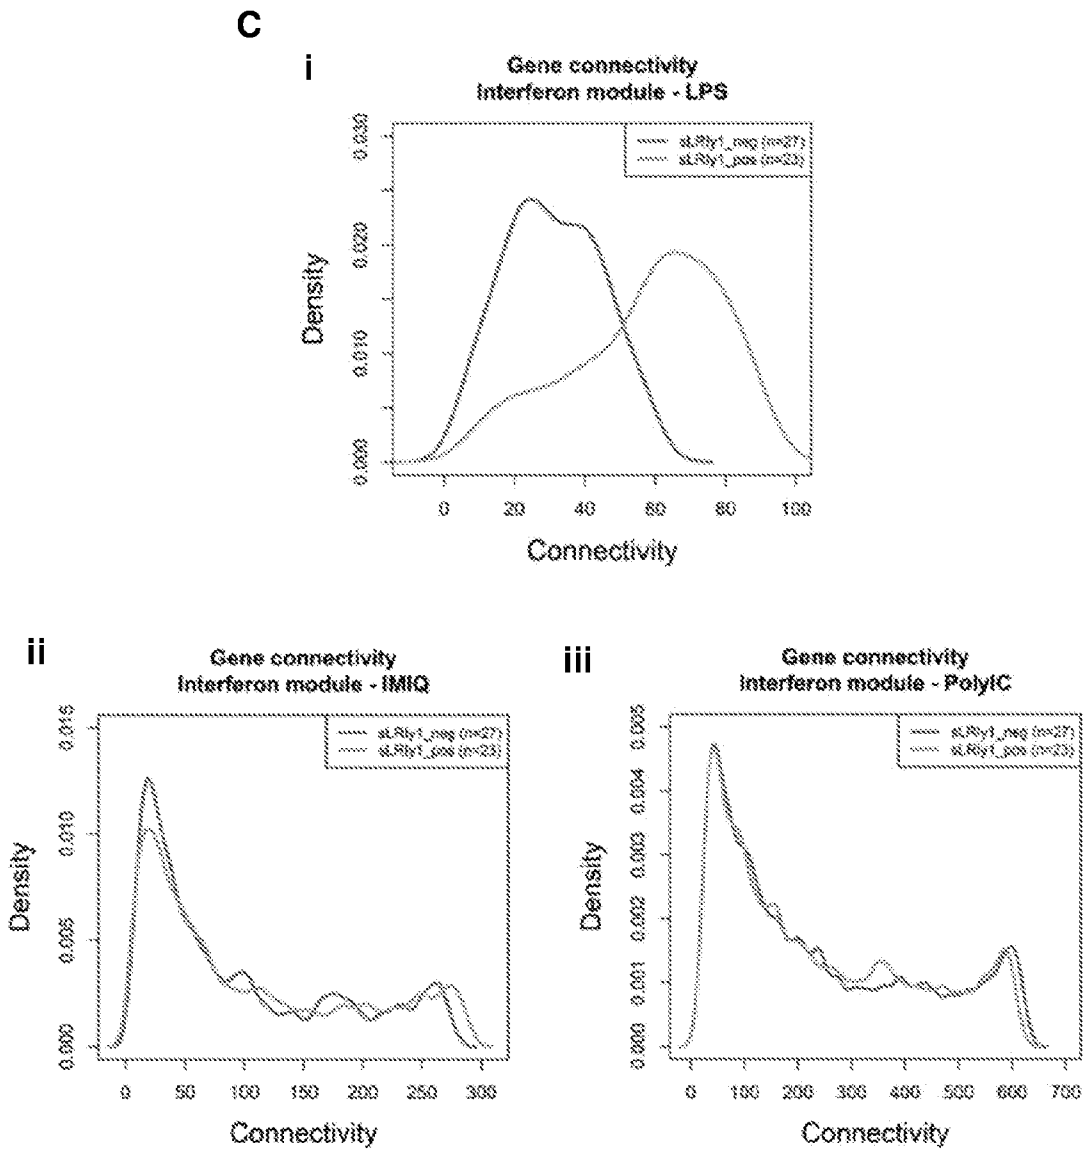 C
i
Gene connectivity
Interferon module - LPS
sLRly1_neg (n=27)
sLRly1_pos (n=23)
0.030
0.020
0.010
0.000
Density
0 20 40 60 80 100
Connectivity
ii
Gene connectivity
Interferon module - IMIQ
sLRly1_neg (n=27)
sLRly1_pos (n=23)
0.015
0.010
0.005
0.000
Density
0 50 100 150 200 250 300
Connectivity
iii
Gene connectivity
Interferon module - PolyIC
sLRly1_neg (n=27)
sLRly1_pos (n=23)
0.005
0.004
0.003
0.002
0.001
0.000
Density
0 100 200 300 400 500 600 700
Connectivity